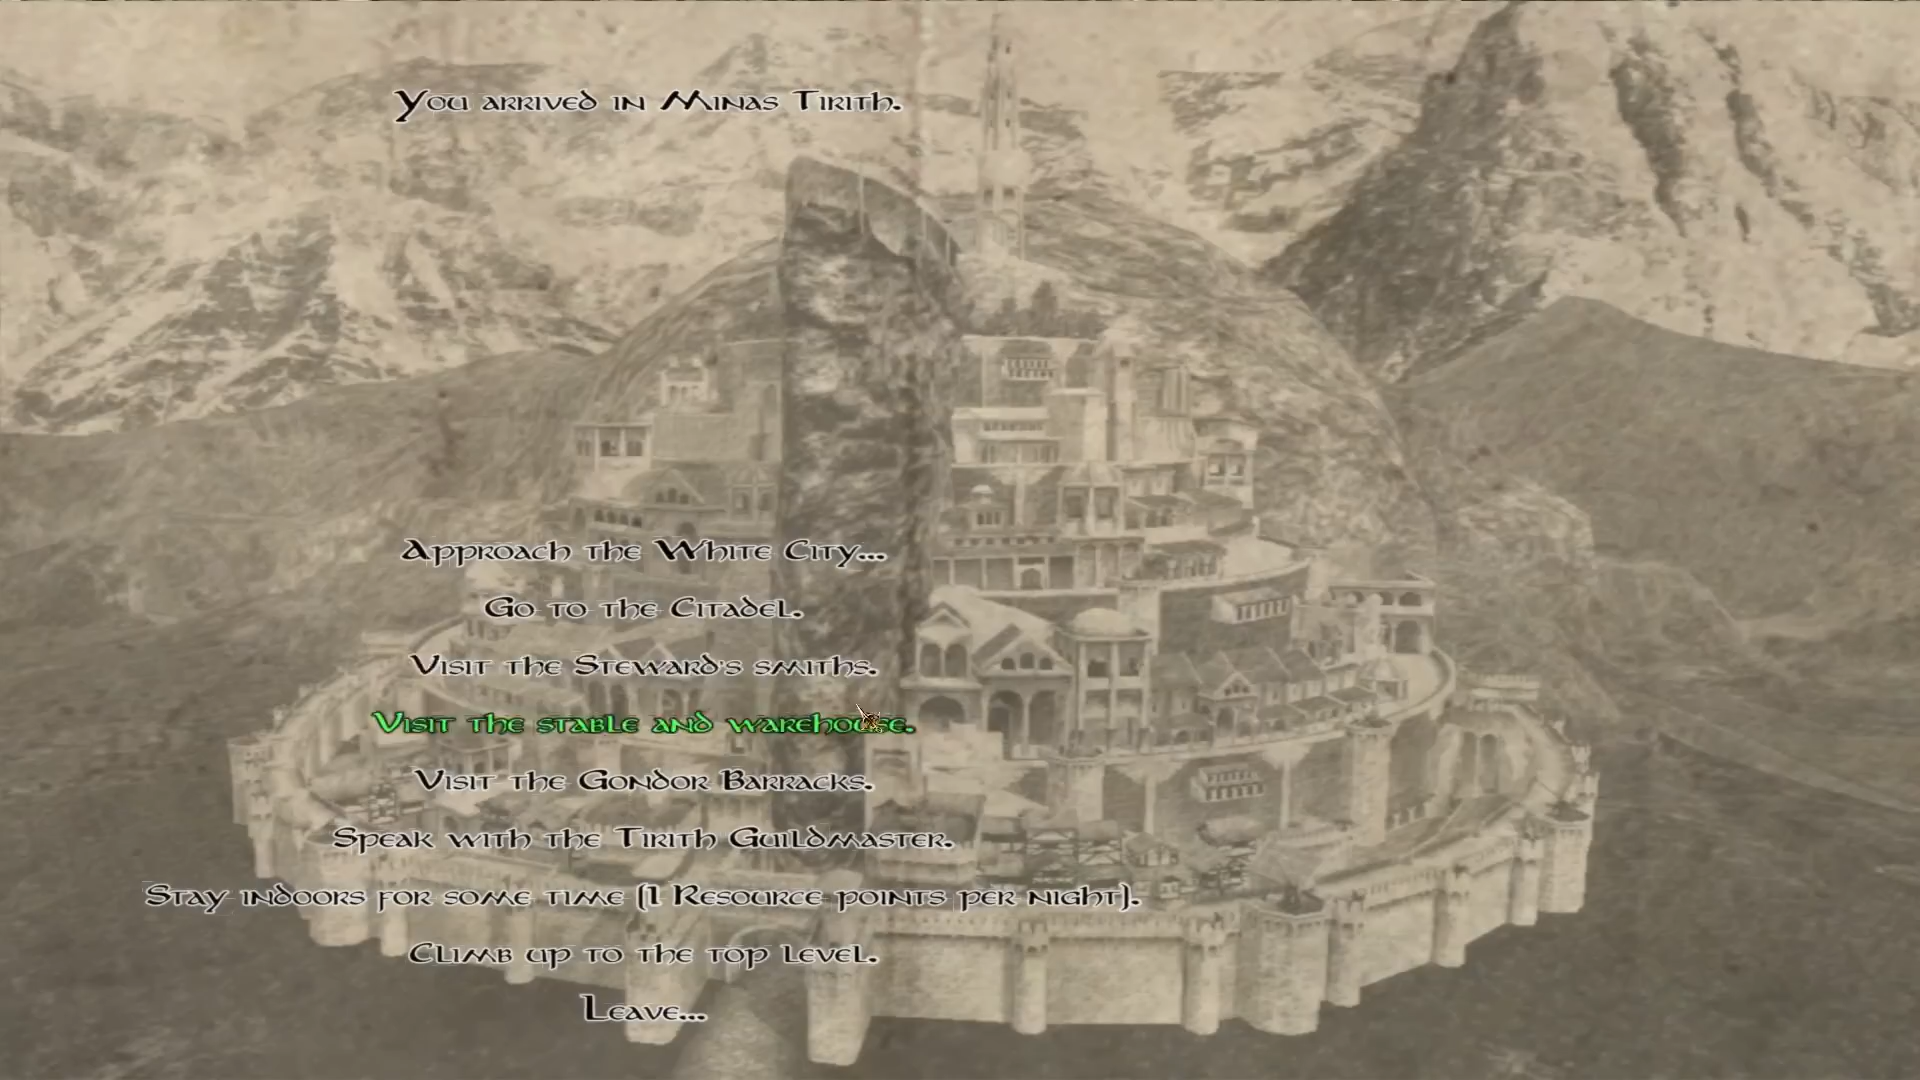 You arrived in Minas Tirith.
Approach the White City...
Go to the Citadel.
Visit the Steward's smiths.
Visit the stable and warehouse.
Visit the Gondor Barracks.
Speak with the Tirith Guildmaster.
Stay indoors for some time (1 Resource points per night).
Climb up to the top level.
Leave...